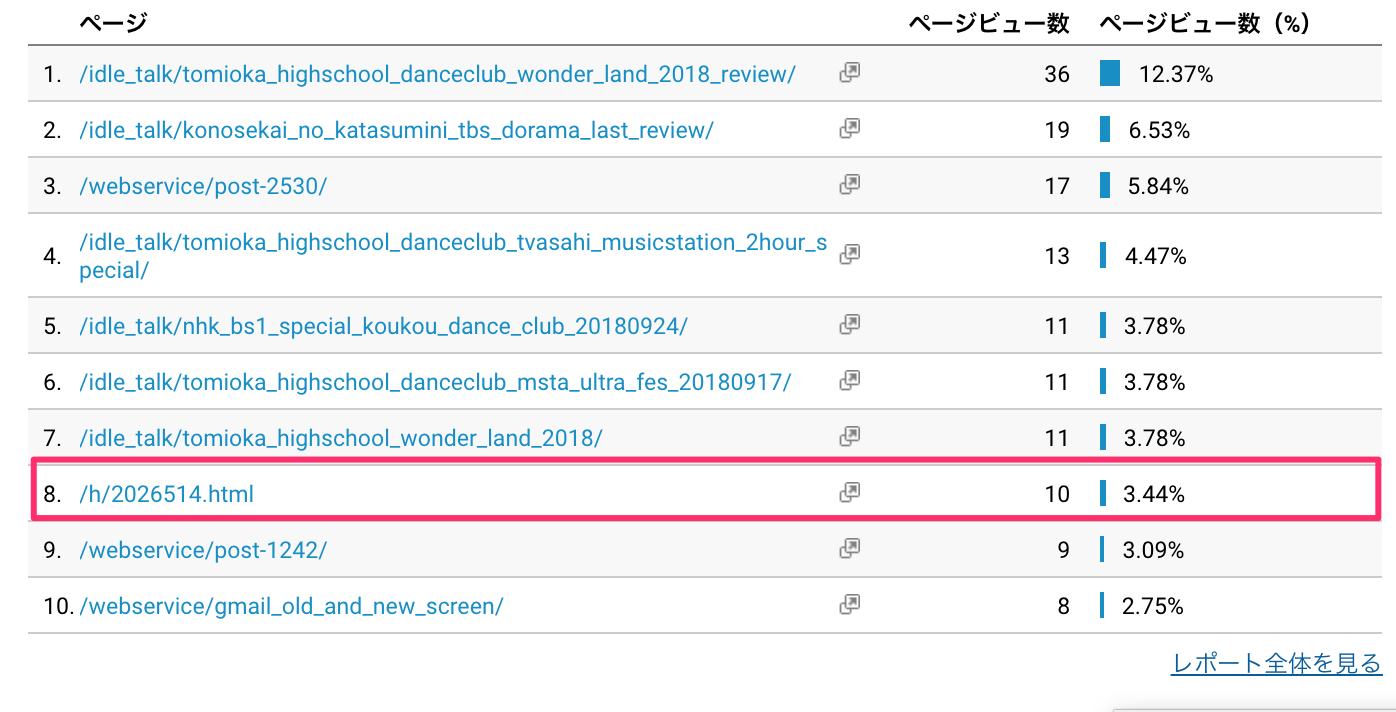 ページ ページビュー数 ページビュー数（%）
1. /idle_talk/tomioka_highschool_danceclub_wonder_land_2018_review/ 36 12.37%
2. /idle_talk/konosekai_no_katasumini_tbs_dorama_last_review/ 19 6.53%
3. /webservice/post-2530/ 17 5.84%
4. /idle_talk/tomioka_highschool_danceclub_tvasahi_musicstation_2hour_s
pecial/ 13 4.47%
5. /idle_talk/nhk_bs1_special_koukou_dance_club_20180924/ 11 3.78%
6. /idle_talk/tomioka_highschool_danceclub_msta_ultra_fes_20180917/ 11 3.78%
7. /idle_talk/tomioka_highschool_wonder_land_2018/ 11 3.78%
8. /h/2026514.html 10 3.44%
9. /webservice/post-1242/ 9 3.09%
10. /webservice/gmail_old_and_new_screen/ 8 2.75%
レポート全体を見る